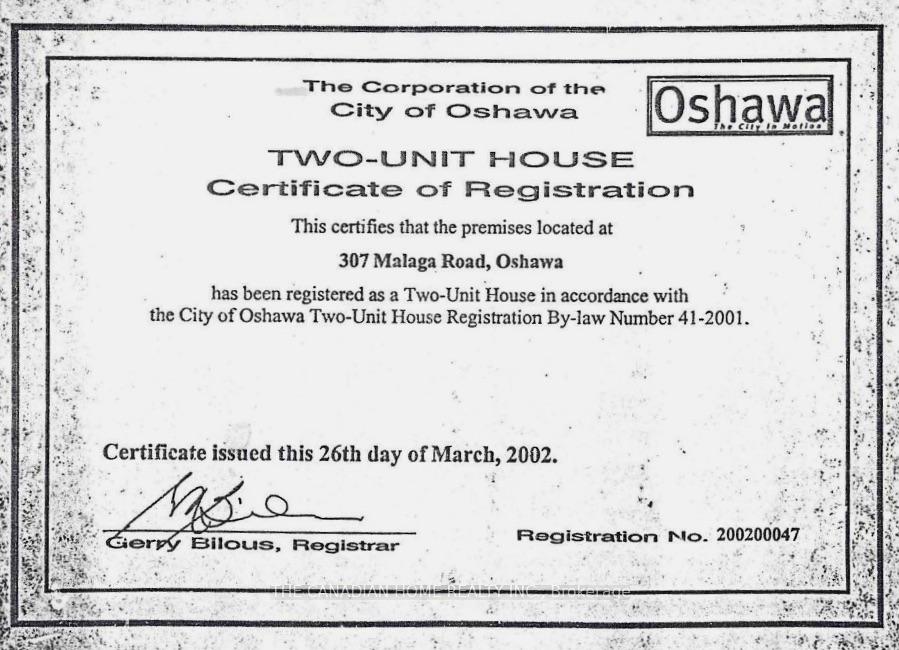 The Corporation of the
City of Oshawa
Oshawa
The City In Motion
TWO-UNIT HOUSE
Certificate of Registration
This certifies that the premises located at
307 Malaga Road, Oshawa
has been registered as a Two-Unit House in accordance with
the City of Oshawa Two-Unit House Registration By-law Number 41-2001.
Certificate issued this 26th day of March, 2002.
Gerry Bilous, Registrar
Registration No. 200200047
THE CANADIAN HOME REALTY INC., Brokerage